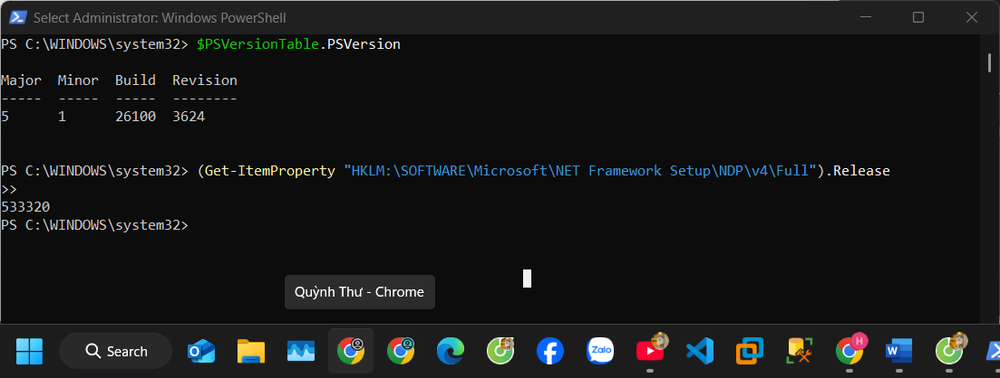 Select Administrator: Windows PowerShell
PS C:\WINDOWS\system32> $PSVersionTable.PSVersion
Major  Minor  Build  Revision
-----  -----  -----  --------
5      1      26100  3624
PS C:\WINDOWS\system32> (Get-ItemProperty "HKLM:\SOFTWARE\Microsoft\NET Framework Setup\NDP\v4\Full").Release
>>
533320
PS C:\WINDOWS\system32>
Quỳnh Thư - Chrome
Search
Zalo
H